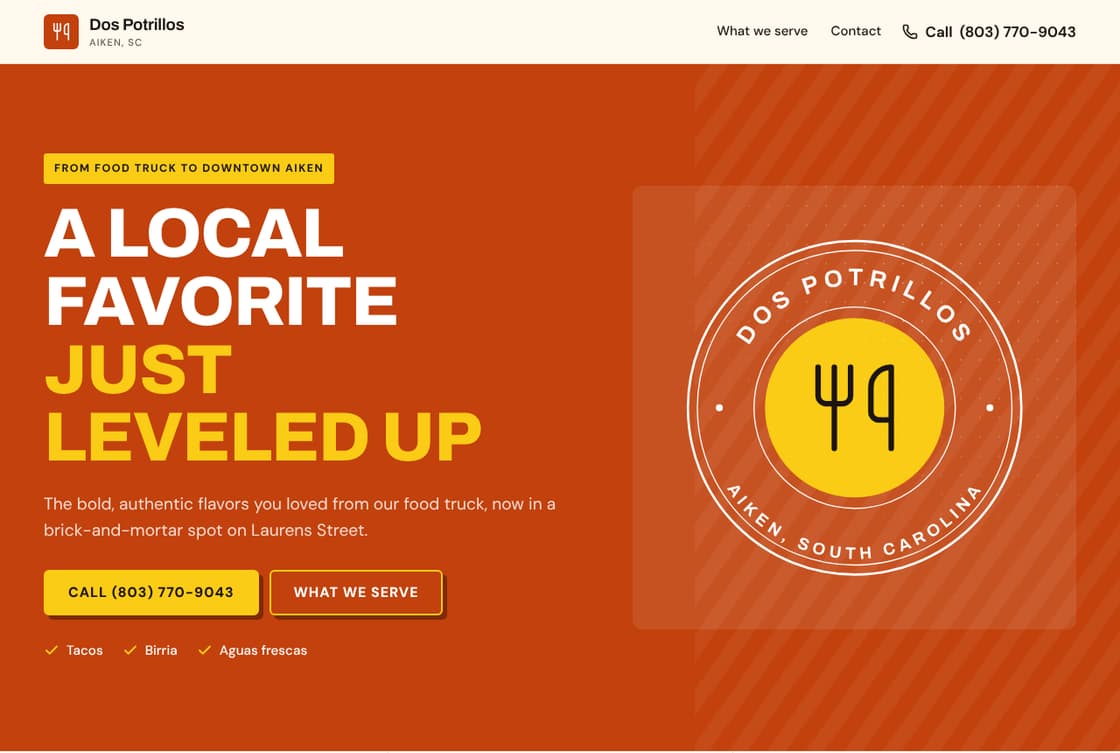 Dos Potrillos
AIKEN, SC
What we serve
Contact
Call (803) 770-9043
FROM FOOD TRUCK TO DOWNTOWN AIKEN
A LOCAL
FAVORITE
JUST
LEVELED UP
The bold, authentic flavors you loved from our food truck, now in a
brick-and-mortar spot on Laurens Street.
CALL (803) 770-9043
WHAT WE SERVE
Tacos
Birria
Aguas frescas
DOS POTRILLOS
AIKEN, SOUTH CAROLINA